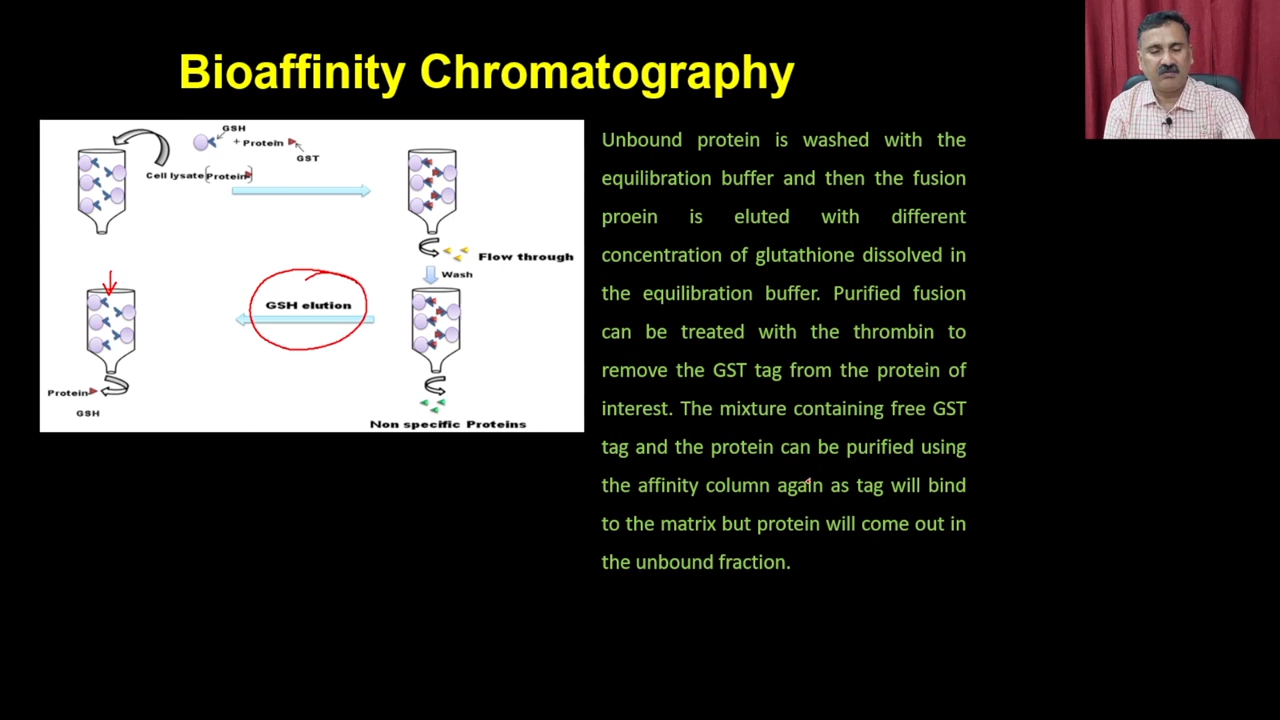 Bioaffinity Chromatography
GSH
+ Protein
GST
Cell lysate(Protein
Flow through
Wash
GSH elution
Protein
GSH
Non specific Proteins
Unbound protein is washed with the
equilibration buffer and then the fusion
proein is eluted with different
concentration of glutathione dissolved in
the equilibration buffer. Purified fusion
can be treated with the thrombin to
remove the GST tag from the protein of
interest. The mixture containing free GST
tag and the protein can be purified using
the affinity column again as tag will bind
to the matrix but protein will come out in
the unbound fraction.